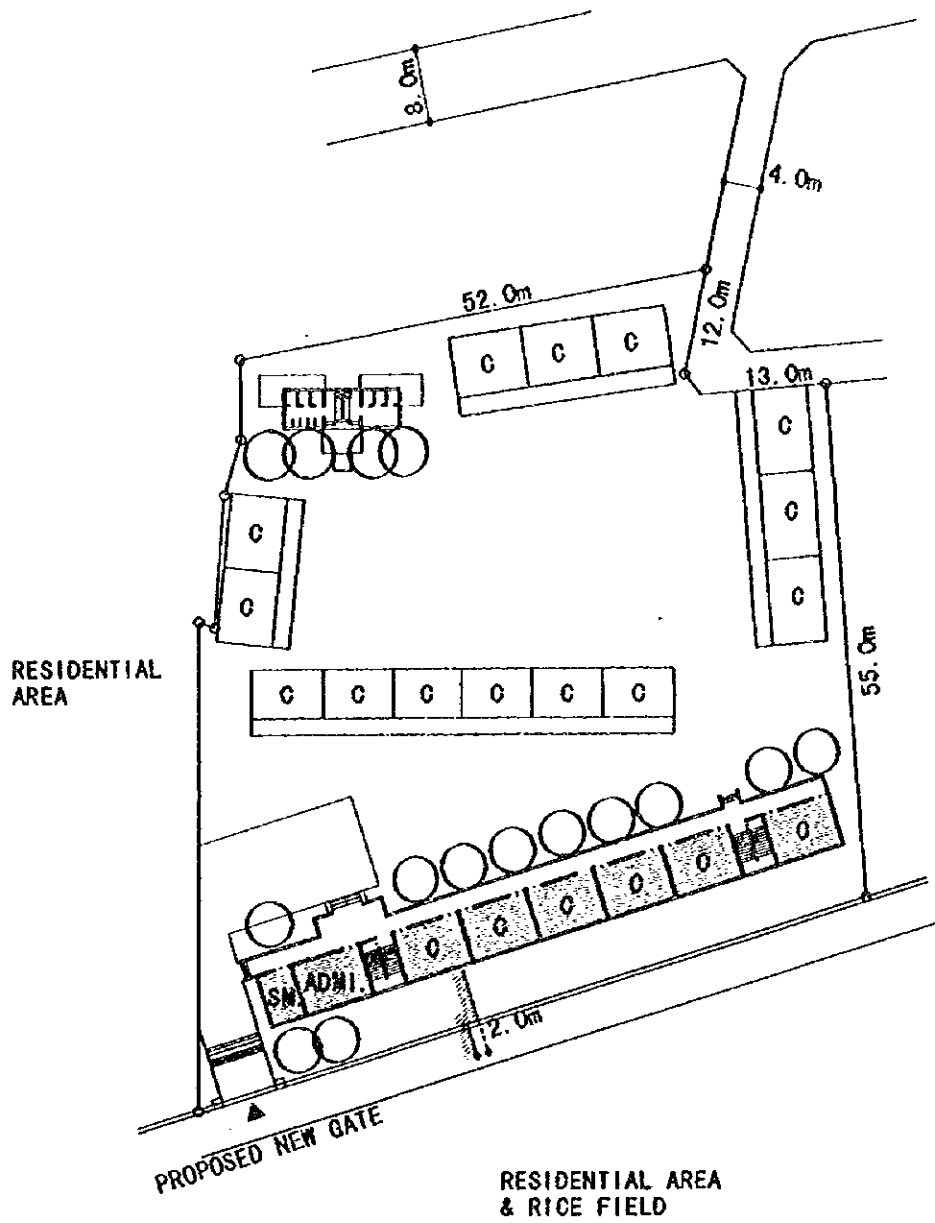 8.0m
4.0m
52.0m
12.0m
C C C
13.0m
C
C
C
C
C
RESIDENTIAL
AREA
C C C C C C
55.0m
SM. ADMI. C C C C C C
2.0m
PROPOSED NEW GATE
RESIDENTIAL AREA
& RICE FIELD